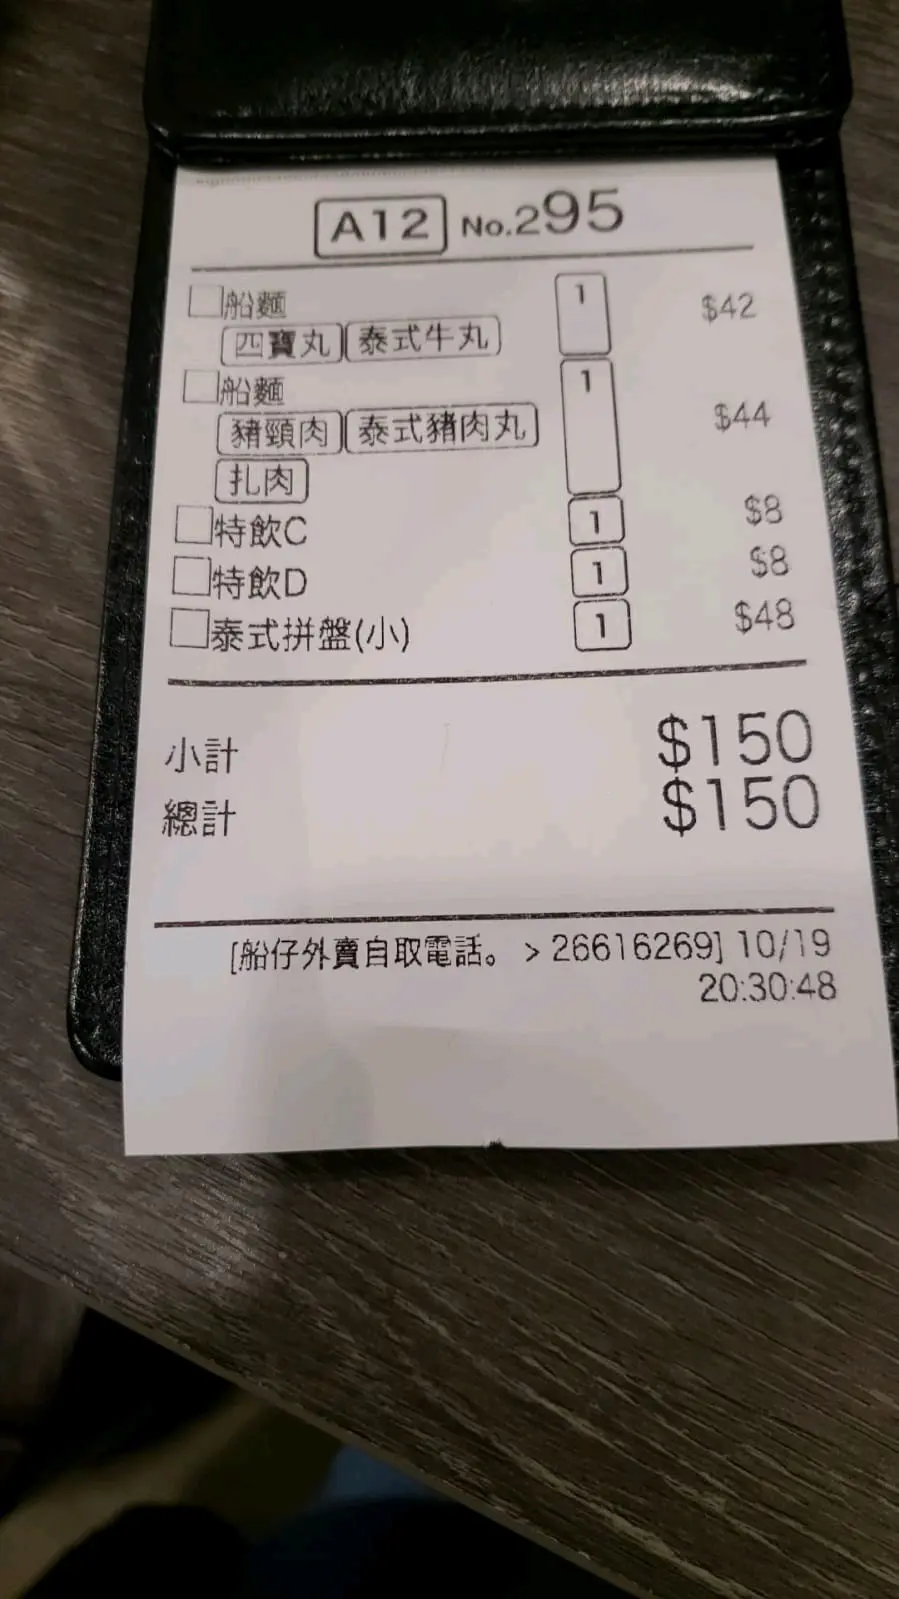 A12 No.295
船麵 1 $42
四寶丸 泰式牛丸
船麵 1 $44
豬頸肉 泰式豬肉丸
扎肉
特飲C 1 $8
特飲D 1 $8
泰式拼盤(小) 1 $48
小計 $150
總計 $150
[船仔外賣自取電話。 > 26616269] 10/19
20:30:48